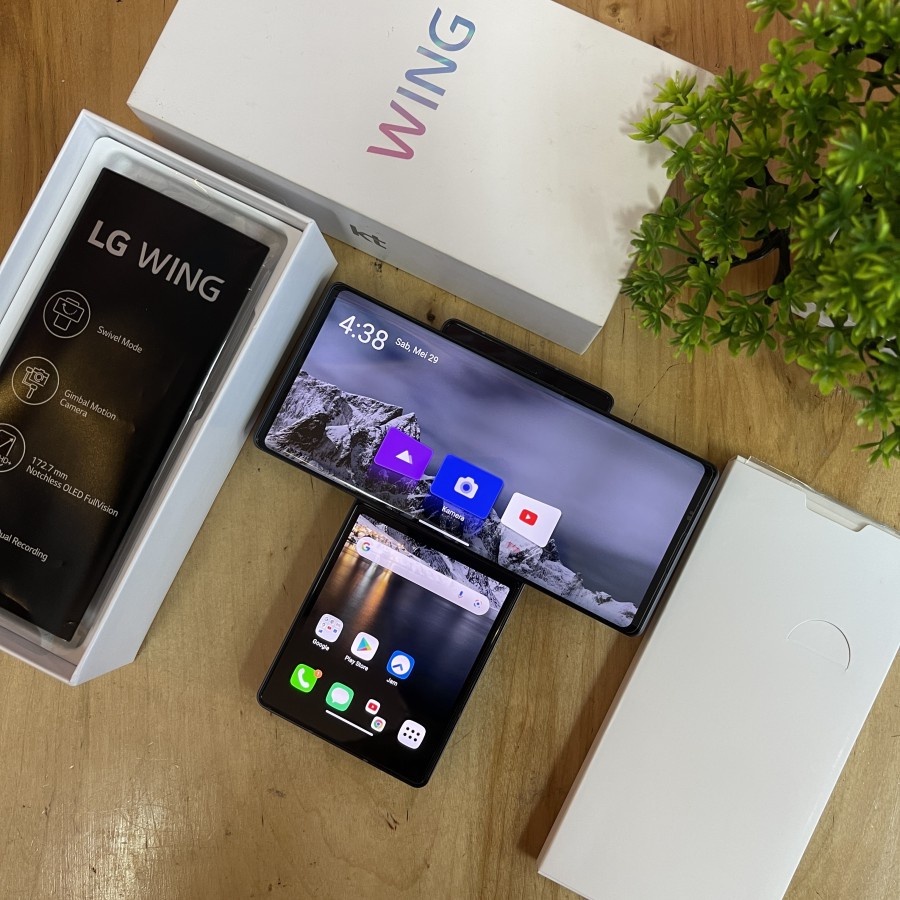 WING
kt
LG WING
Swivel Mode
Gimbal Motion
Camera
172.7 mm
Notchless OLED FullVision
ual Recording
4:38
Sab, Mei 29
Kamera
Google
Play Store
Jam